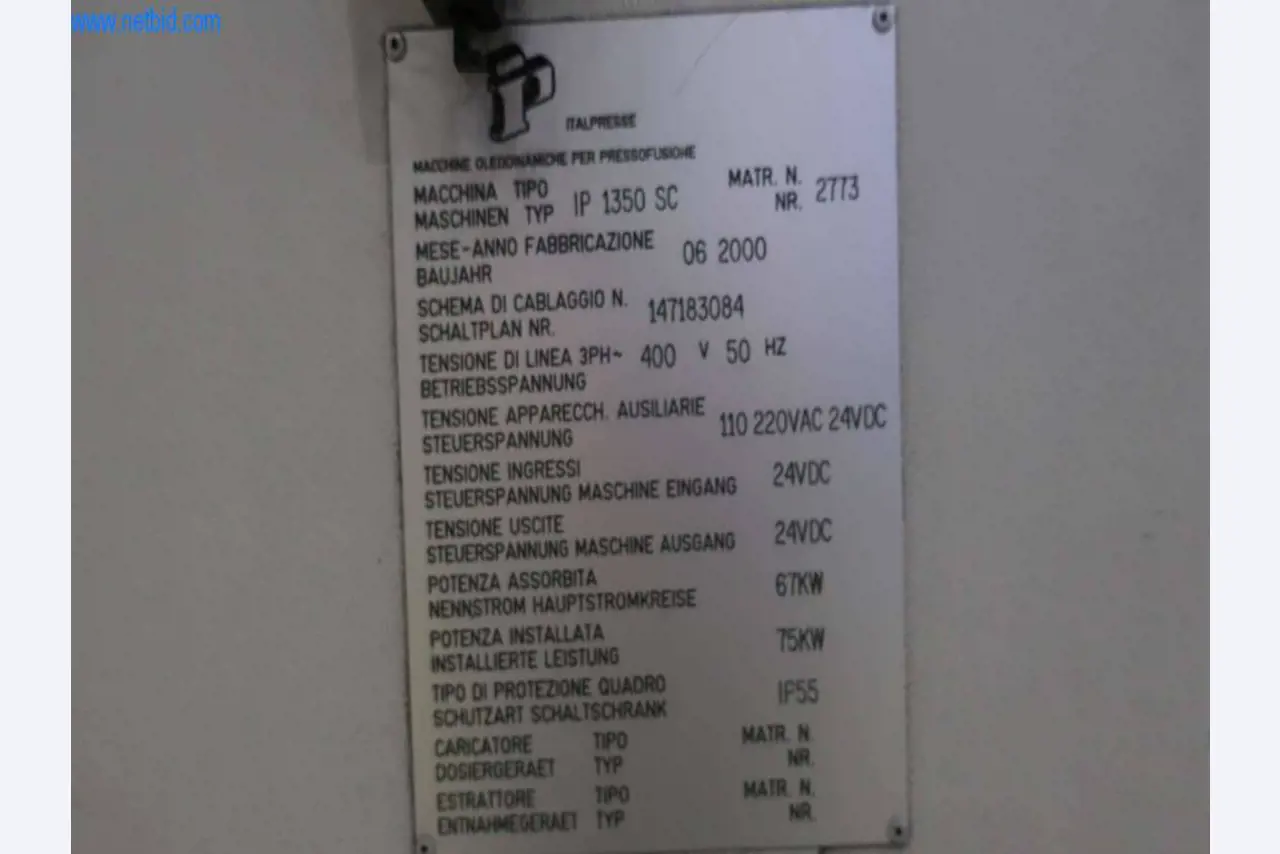 www.netbid.com
IP
ITALPRESSE
MACCHINE OLEODINAMICHE PER PRESSOFUSIONE
MACCHINA TIPO
MASCHINEN TYP IP 1350 SC
MATR. N.
NR. 2773
MESE-ANNO FABBRICAZIONE
BAUJAHR
06 2000
SCHEMA DI CABLAGGIO N.
SCHALTPLAN NR.
147183084
TENSIONE DI LINEA 3PH~ 400 V 50 HZ
BETRIEBSSPANNUNG
TENSIONE APPARECCH. AUSILIARIE
STEUERSPANNUNG
110 220VAC 24VDC
TENSIONE INGRESSI
STEUERSPANNUNG MASCHINE EINGANG
24VDC
TENSIONE USCITE
STEUERSPANNUNG MASCHINE AUSGANG
24VDC
POTENZA ASSORBITA
NENNSTROM HAUPTSTROMKREISE
67KW
POTENZA INSTALLATA
INSTALLIERTE LEISTUNG
75KW
TIPO DI PROTEZIONE QUADRO
SCHUTZART SCHALTSCHRANK
IP55
CARICATORE TIPO MATR. N.
DOSIERGERAET TYP NR.
ESTRATTORE TIPO MATR. N.
ENTNAHMEGERAET TYP NR.